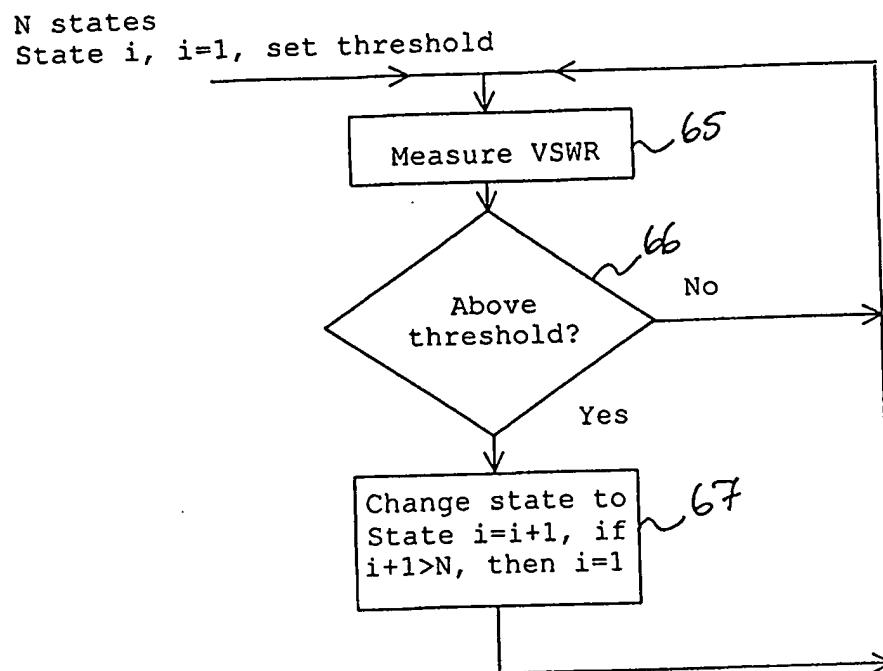 N states
State i, i=1, set threshold
Measure VSWR
65
66
Above
threshold?
No
Yes
Change state to
State i=i+1, if
i+1>N, then i=1
67